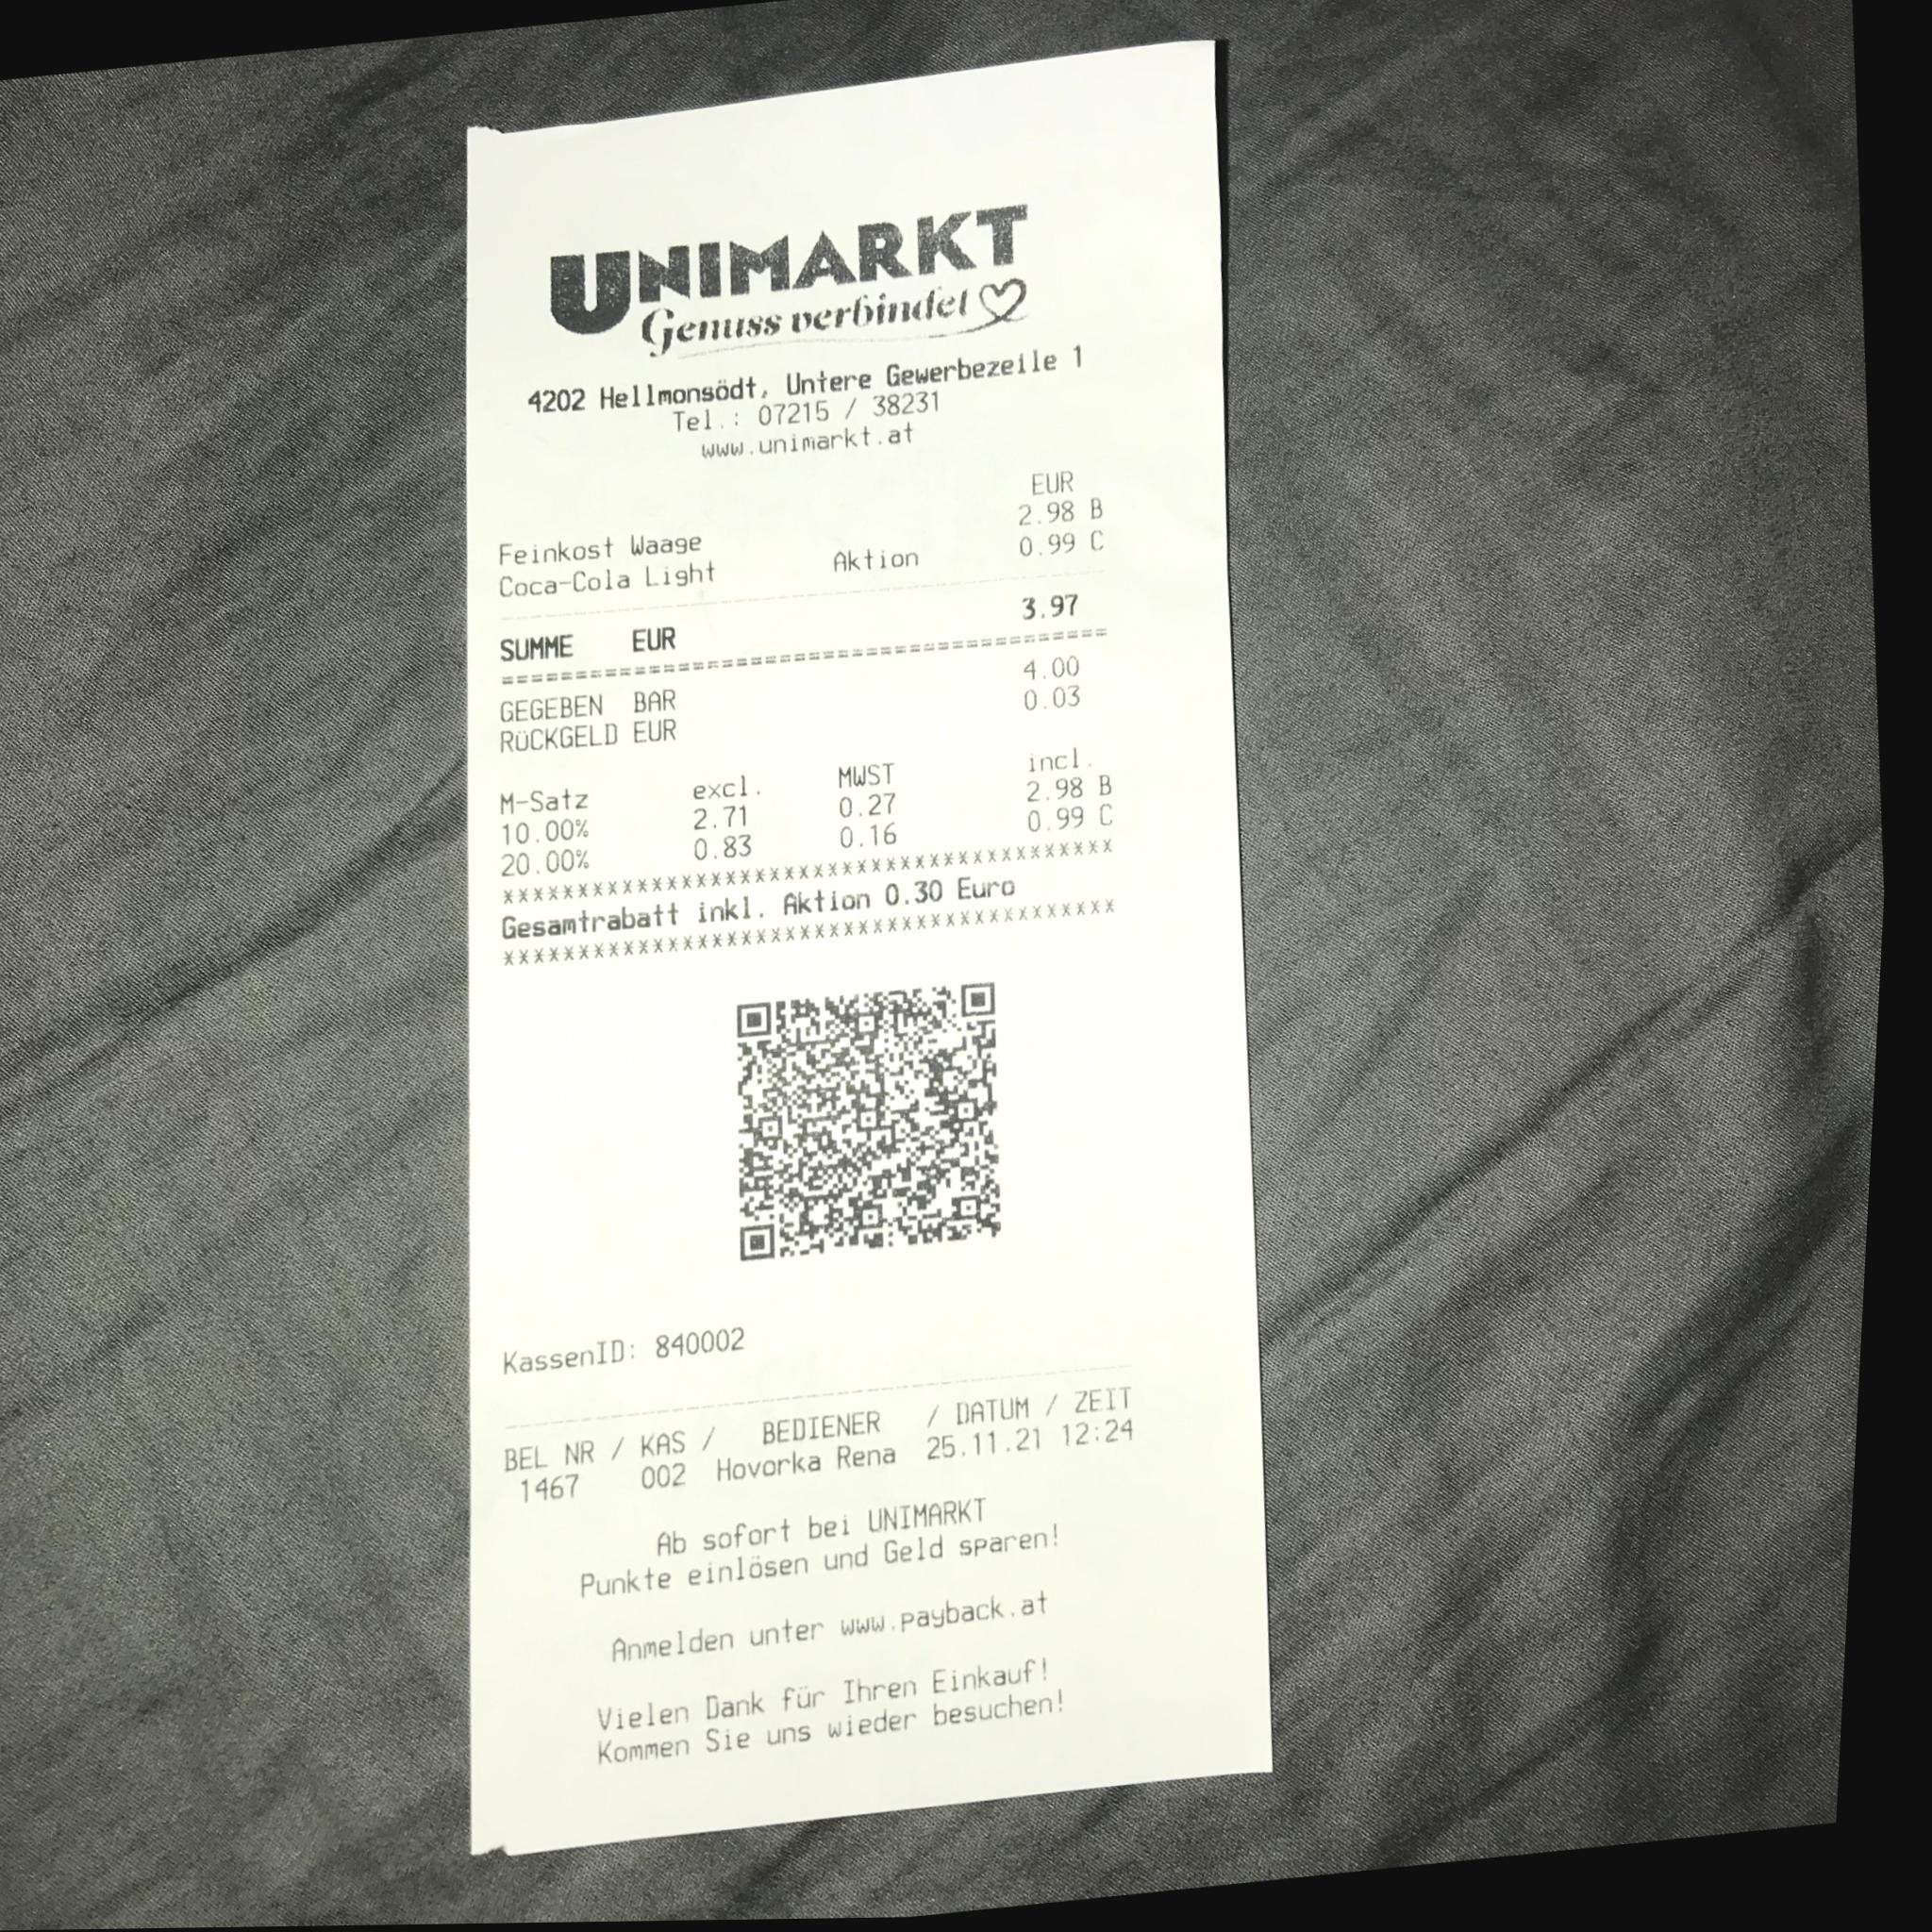 UNIMARKT
Genuss verbindet
4202 Hellmonsödt, Untere Gewerbezeile 1
Tel.: 07215 / 38231
www.unimarkt.at
EUR
Feinkost Waage 2.98 B
Coca-Cola Light Aktion 0.99 C
SUMME EUR 3.97
========================================
GEGEBEN BAR 4.00
RÜCKGELD EUR 0.03
M-Satz excl. MWST incl.
10.00% 2.71 0.27 2.98 B
20.00% 0.83 0.16 0.99 C
******************************************
Gesamtrabatt inkl. Aktion 0.30 Euro
******************************************
KassenID: 840002
BEL NR / KAS / BEDIENER / DATUM / ZEIT
1467 002 Hovorka Rena 25.11.21 12:24
Ab sofort bei UNIMARKT
Punkte einlösen und Geld sparen!
Anmelden unter www.payback.at
Vielen Dank für Ihren Einkauf!
Kommen Sie uns wieder besuchen!